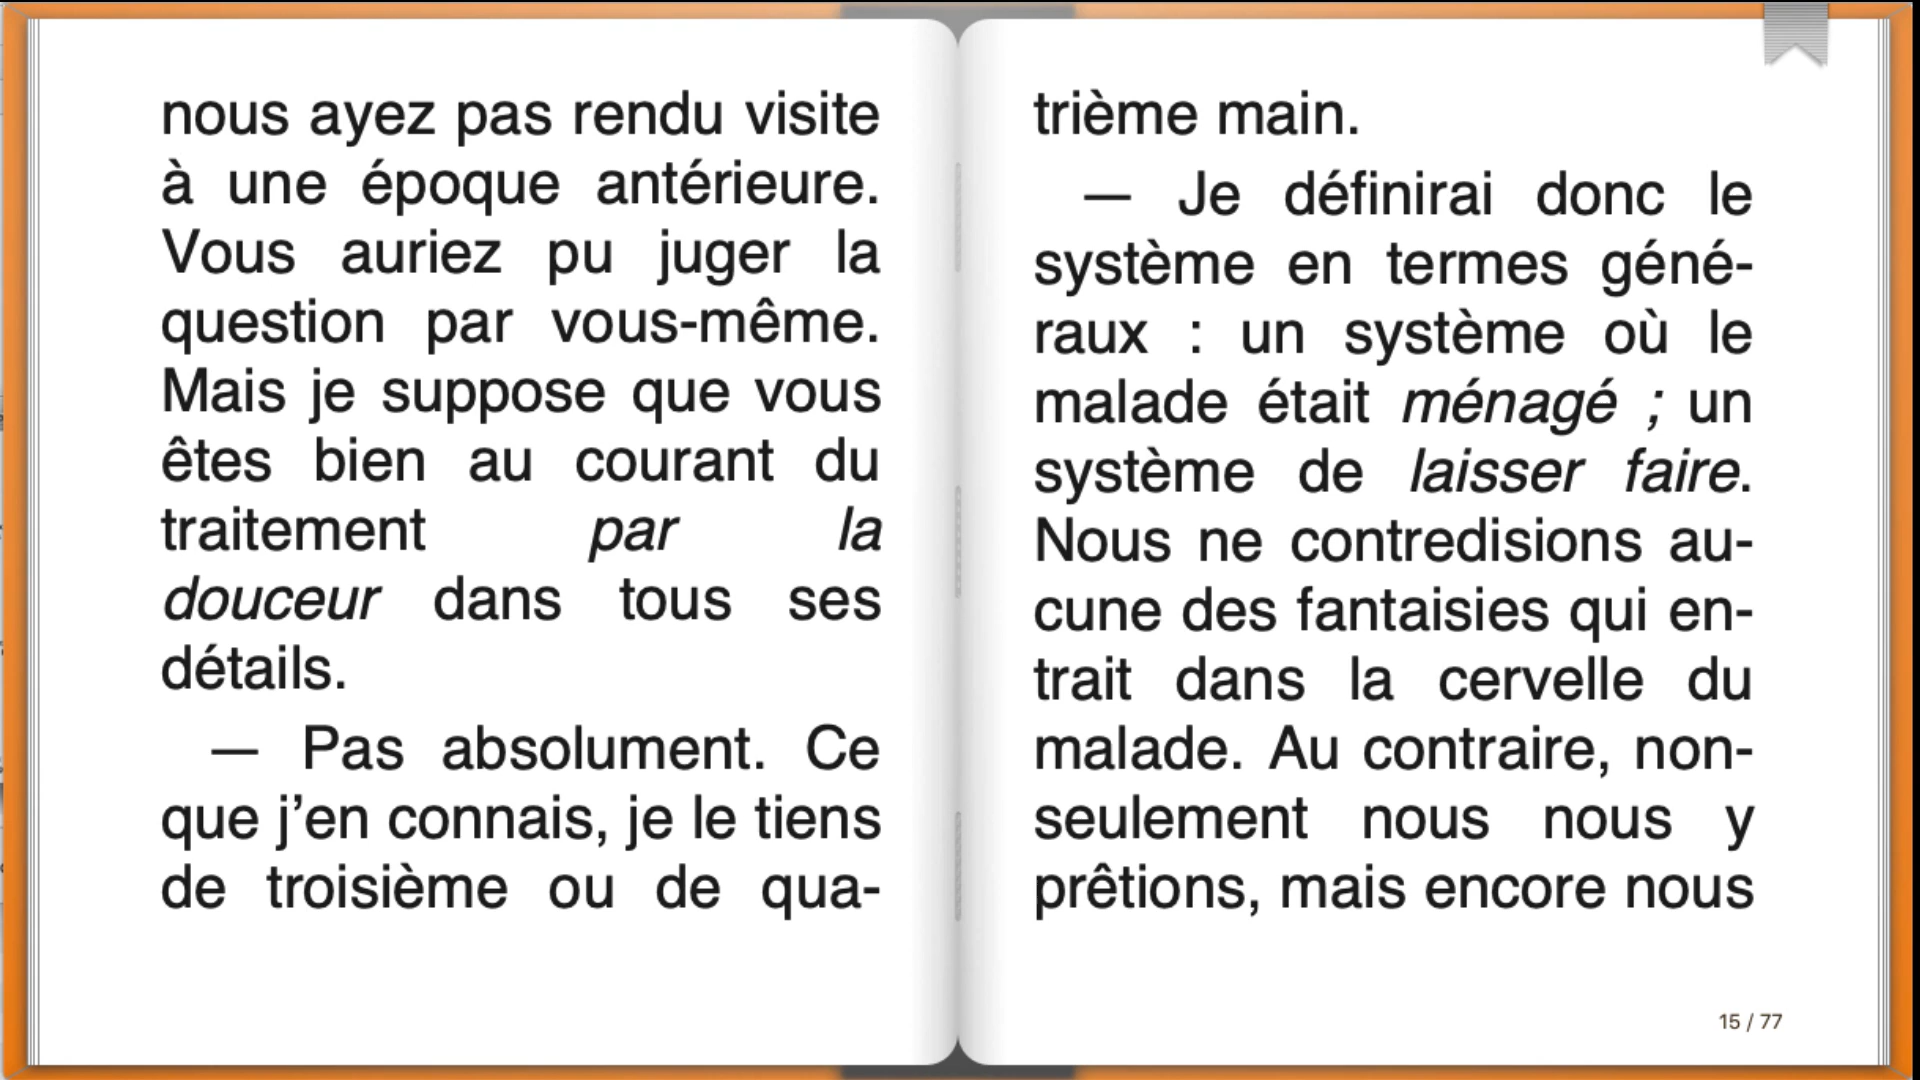 nous ayez pas rendu visite
à une époque antérieure.
Vous auriez pu juger la
question par vous-même.
Mais je suppose que vous
êtes bien au courant du
traitement par la
douceur dans tous ses
détails.
— Pas absolument. Ce
que j’en connais, je le tiens
de troisième ou de qua-
trième main.
— Je définirai donc le
système en termes géné-
raux : un système où le
malade était ménagé ; un
système de laisser faire.
Nous ne contredisions au-
cune des fantaisies qui en-
trait dans la cervelle du
malade. Au contraire, non-
seulement nous nous y
prêtions, mais encore nous
15 / 77